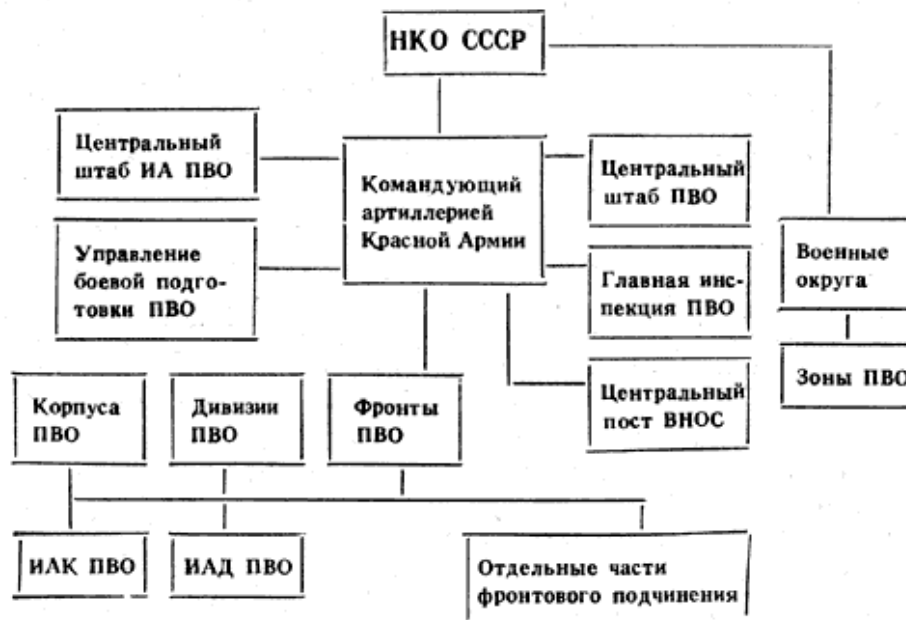 НКО СССР
Центральный
штаб ИА ПВО
Командующий
артиллерией
Красной Армии
Центральный
штаб ПВО
Управление
боевой подго-
товки ПВО
Главная инс-
пекция ПВО
Военные
округа
Корпуса
ПВО
Дивизии
ПВО
Фронты
ПВО
Центральный
пост ВНОС
Зоны ПВО
ИАК ПВО
ИАД ПВО
Отдельные части
фронтового подчинения